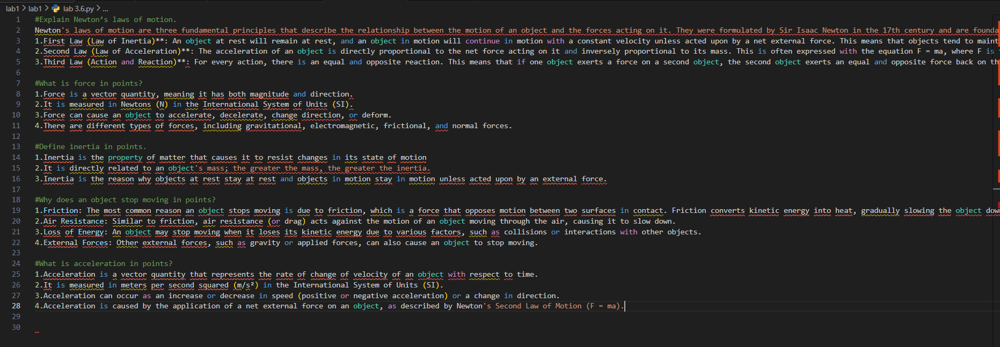 lab1 > lab1 > lab 3.6.py > ...
1 #Explain Newton's laws of motion.
2 Newton's laws of motion are three fundamental principles that describe the relationship between the motion of an object and the forces acting on it. They were formulated by Sir Isaac Newton in the 17th century and are founda
3 1.First Law (Law of Inertia)**: An object at rest will remain at rest, and an object in motion will continue in motion with a constant velocity unless acted upon by a net external force. This means that objects tend to maint
4 2.Second Law (Law of Acceleration)**: The acceleration of an object is directly proportional to the net force acting on it and inversely proportional to its mass. This is often expressed with the equation F = ma, where F is
5 3.Third Law (Action and Reaction)**: For every action, there is an equal and opposite reaction. This means that if one object exerts a force on a second object, the second object exerts an equal and opposite force back on th
6
7 #What is force in points?
8 1.Force is a vector quantity, meaning it has both magnitude and direction.
9 2.It is measured in Newtons (N) in the International System of Units (SI).
10 3.Force can cause an object to accelerate, decelerate, change direction, or deform.
11 4.There are different types of forces, including gravitational, electromagnetic, frictional, and normal forces.
12
13 #Define inertia in points.
14 1.Inertia is the property of matter that causes it to resist changes in its state of motion
15 2.It is directly related to an object's mass; the greater the mass, the greater the inertia.
16 3.Inertia is the reason why objects at rest stay at rest and objects in motion stay in motion unless acted upon by an external force.
17
18 #Why does an object stop moving in points?
19 1.Friction: The most common reason an object stops moving is due to friction, which is a force that opposes motion between two surfaces in contact. Friction converts kinetic energy into heat, gradually slowing the object dow
20 2.Air Resistance: Similar to friction, air resistance (or drag) acts against the motion of an object moving through the air, causing it to slow down.
21 3.Loss of Energy: An object may stop moving when it loses its kinetic energy due to various factors, such as collisions or interactions with other objects.
22 4.External Forces: Other external forces, such as gravity or applied forces, can also cause an object to stop moving.
23
24 #What is acceleration in points?
25 1.Acceleration is a vector quantity that represents the rate of change of velocity of an object with respect to time.
26 2.It is measured in meters per second squared (m/s²) in the International System of Units (SI).
27 3.Acceleration can occur as an increase or decrease in speed (positive or negative acceleration) or a change in direction.
28 4.Acceleration is caused by the application of a net external force on an object, as described by Newton's Second Law of Motion (F = ma).
29
30